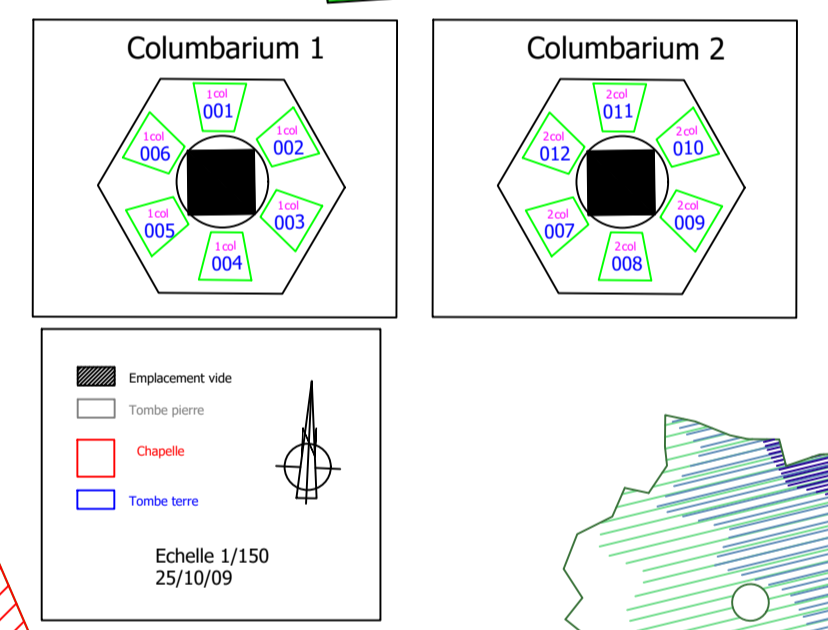 Columbarium 1
1col
001
1col
002
1col
003
1col
004
1col
005
1col
006
Columbarium 2
2col
011
2col
010
2col
009
2col
008
2col
007
2col
012
Emplacement vide
Tombe pierre
Chapelle
Tombe terre
Echelle 1/150
25/10/09